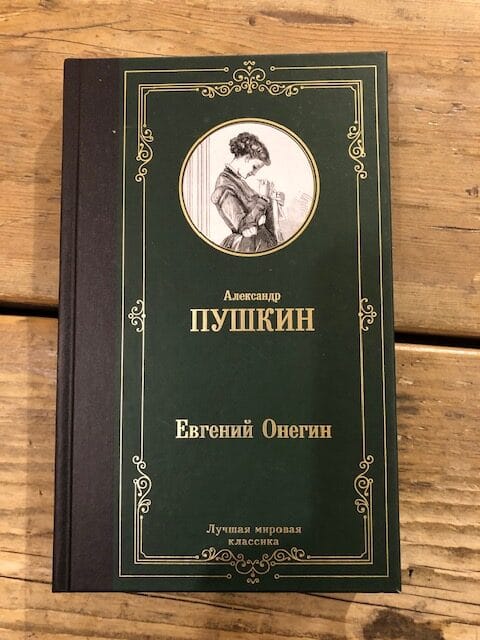 Александр
ПУШКИН
Евгений Онегин
Лучшая мировая
классика